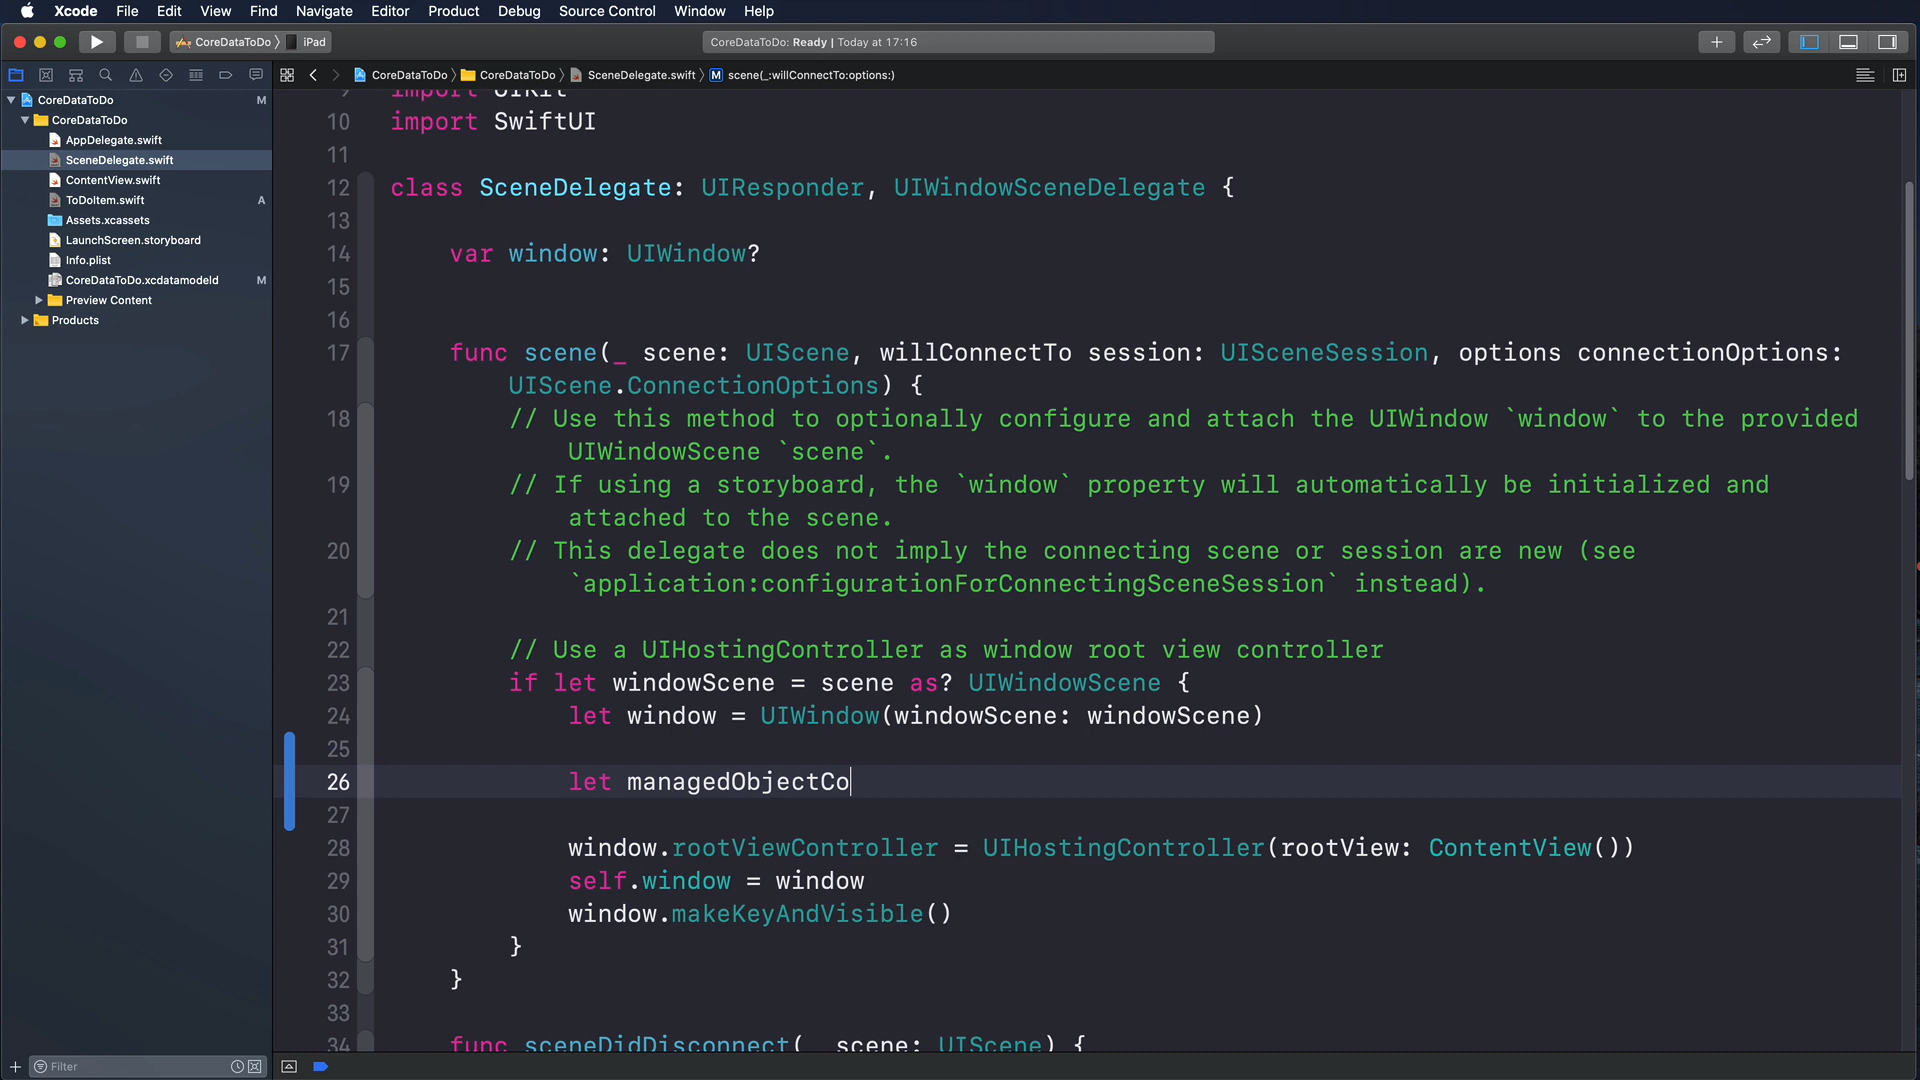 Xcode File Edit View Find Navigate Editor Product Debug Source Control Window Help
CoreDataToDo iPad
CoreDataToDo: Ready | Today at 17:16
CoreDataToDo CoreDataToDo SceneDelegate.swift M scene(_:willConnectTo:options:)
CoreDataToDo M
CoreDataToDo
AppDelegate.swift
SceneDelegate.swift
ContentView.swift
ToDoItem.swift A
Assets.xcassets
LaunchScreen.storyboard
Info.plist
CoreDataToDo.xcdatamodeld M
Preview Content
Products
Filter
9 import UIKit
10 import SwiftUI
11
12 class SceneDelegate: UIResponder, UIWindowSceneDelegate {
13
14 var window: UIWindow?
15
16
17 func scene(_ scene: UIScene, willConnectTo session: UISceneSession, options connectionOptions:
UIScene.ConnectionOptions) {
18 // Use this method to optionally configure and attach the UIWindow `window` to the provided
UIWindowScene `scene`.
19 // If using a storyboard, the `window` property will automatically be initialized and
attached to the scene.
20 // This delegate does not imply the connecting scene or session are new (see
`application:configurationForConnectingSceneSession` instead).
21
22 // Use a UIHostingController as window root view controller
23 if let windowScene = scene as? UIWindowScene {
24 let window = UIWindow(windowScene: windowScene)
25
26 let managedObjectCo
27
28 window.rootViewController = UIHostingController(rootView: ContentView())
29 self.window = window
30 window.makeKeyAndVisible()
31 }
32 }
33
34 func sceneDidDisconnect(_ scene: UIScene) {